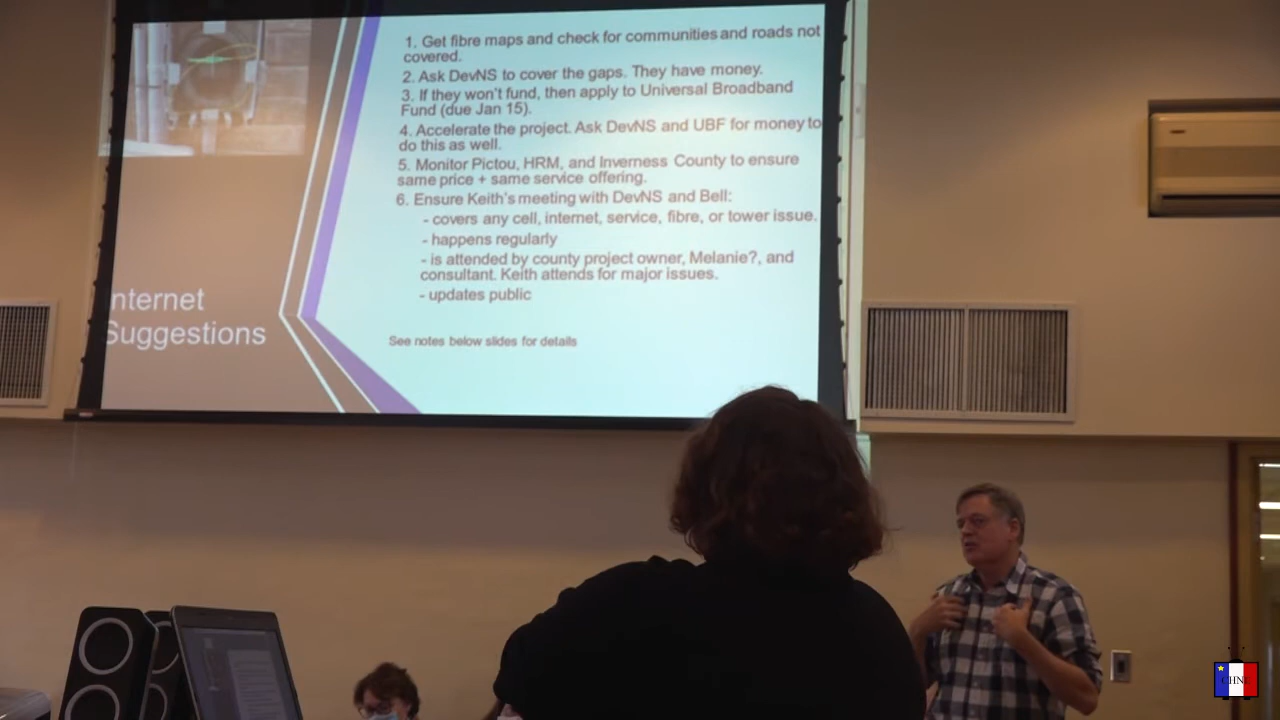 1. Get fibre maps and check for communities and roads not
covered.
2. Ask DevNS to cover the gaps. They have money.
3. If they won't fund, then apply to Universal Broadband
Fund (due Jan 15).
4. Accelerate the project. Ask DevNS and UBF for money to
do this as well.
5. Monitor Pictou, HRM, and Inverness County to ensure
same price + same service offering.
6. Ensure Keith's meeting with DevNS and Bell:
- covers any cell, internet, service, fibre, or tower issue.
- happens regularly
- is attended by county project owner, Melanie?, and
consultant. Keith attends for major issues.
- updates public
See notes below slides for details
Internet
Suggestions